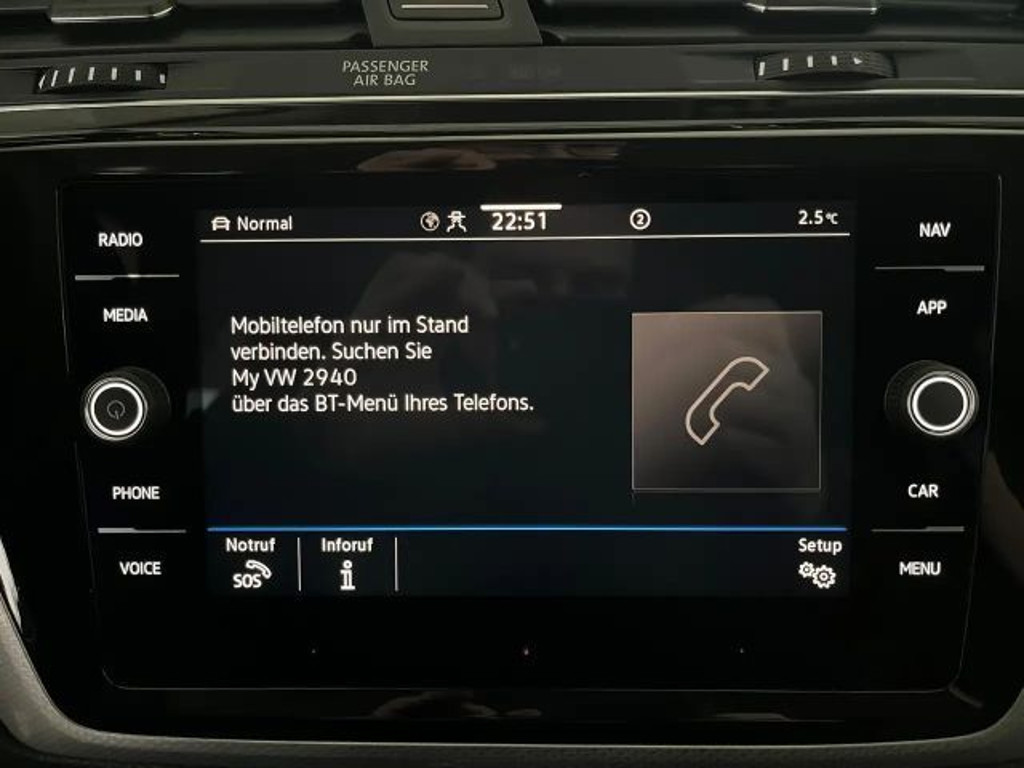 PASSENGER
AIR BAG
Normal
22:51
2
2.5°C
RADIO
NAV
MEDIA
APP
Mobiltelefon nur im Stand
verbinden. Suchen Sie
My VW 2940
über das BT-Menü Ihres Telefons.
PHONE
CAR
VOICE
MENU
Notruf
SOS
Inforuf
Setup